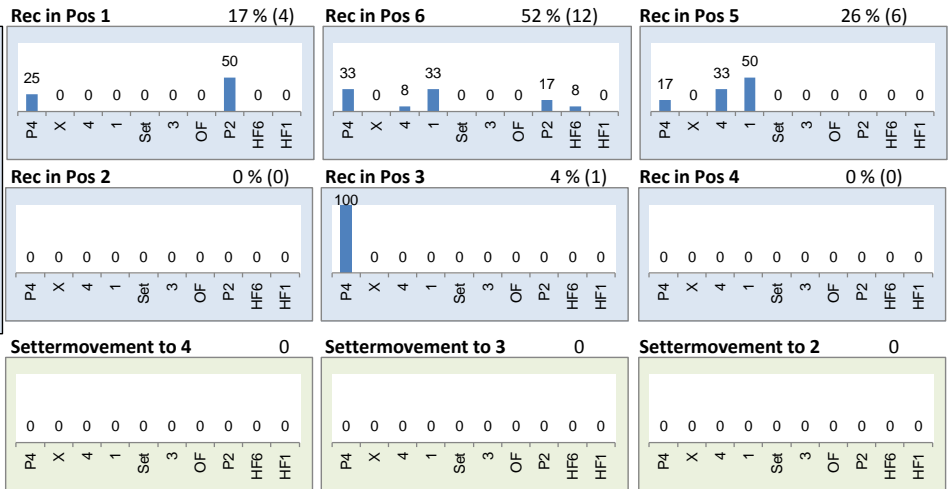 Rec in Pos 1 17 % (4)
25 0 0 0 0 0 0 50 0 0
P4 X 4 1 Set 3 OF P2 HF6 HF1
Rec in Pos 6 52 % (12)
33 0 8 33 0 0 0 17 8 0
P4 X 4 1 Set 3 OF P2 HF6 HF1
Rec in Pos 5 26 % (6)
17 0 33 50 0 0 0 0 0 0
P4 X 4 1 Set 3 OF P2 HF6 HF1
Rec in Pos 2 0 % (0)
0 0 0 0 0 0 0 0 0 0
P4 X 4 1 Set 3 OF P2 HF6 HF1
Rec in Pos 3 4 % (1)
100 0 0 0 0 0 0 0 0 0
P4 X 4 1 Set 3 OF P2 HF6 HF1
Rec in Pos 4 0 % (0)
0 0 0 0 0 0 0 0 0 0
P4 X 4 1 Set 3 OF P2 HF6 HF1
Settermovement to 4 0
0 0 0 0 0 0 0 0 0 0
P4 X 4 1 Set 3 OF P2 HF6 HF1
Settermovement to 3 0
0 0 0 0 0 0 0 0 0 0
P4 X 4 1 Set 3 OF P2 HF6 HF1
Settermovement to 2 0
0 0 0 0 0 0 0 0 0 0
P4 X 4 1 Set 3 OF P2 HF6 HF1